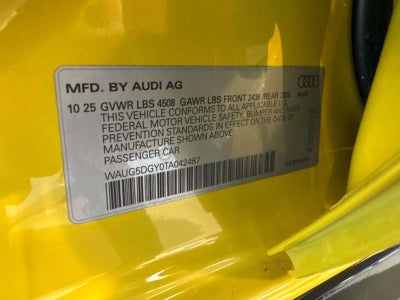 MFD. BY AUDI AG
Audi
10 25 GVWR LBS 4508 GAWR LBS FRONT 2436 /REAR 2304
THIS VEHICLE CONFORMS TO ALL APPLICABLE U.S.
FEDERAL MOTOR VEHICLE SAFETY, BUMPER AND THEFT
PREVENTION STANDARDS IN EFFECT ON THE DATE OF
MANUFACTURE SHOWN ABOVE.
PASSENGER CAR
WAUG5DGY0TA042487